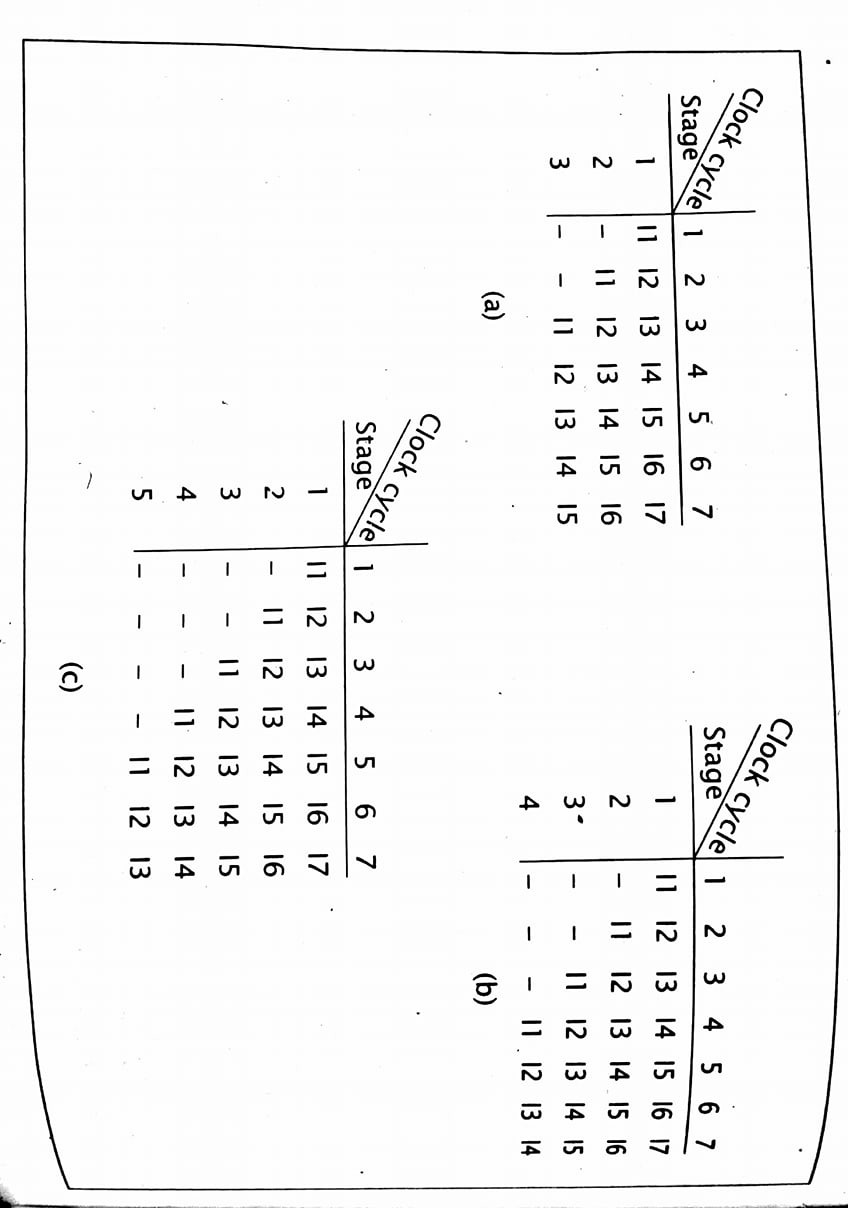 Clock cycle 1 2 3 4 5 6 7
Stage
1 I1 I2 I3 I4 I5 I6 I7
2 – I1 I2 I3 I4 I5 I6
3 – – I1 I2 I3 I4 I5
(a)
Clock cycle 1 2 3 4 5 6 7
Stage
1 I1 I2 I3 I4 I5 I6 I7
2 – I1 I2 I3 I4 I5 I6
3 – – I1 I2 I3 I4 I5
4 – – – I1 I2 I3 I4
(b)
Clock cycle 1 2 3 4 5 6 7
Stage
1 I1 I2 I3 I4 I5 I6 I7
2 – I1 I2 I3 I4 I5 I6
3 – – I1 I2 I3 I4 I5
4 – – – I1 I2 I3 I4
5 – – – – I1 I2 I3
(c)